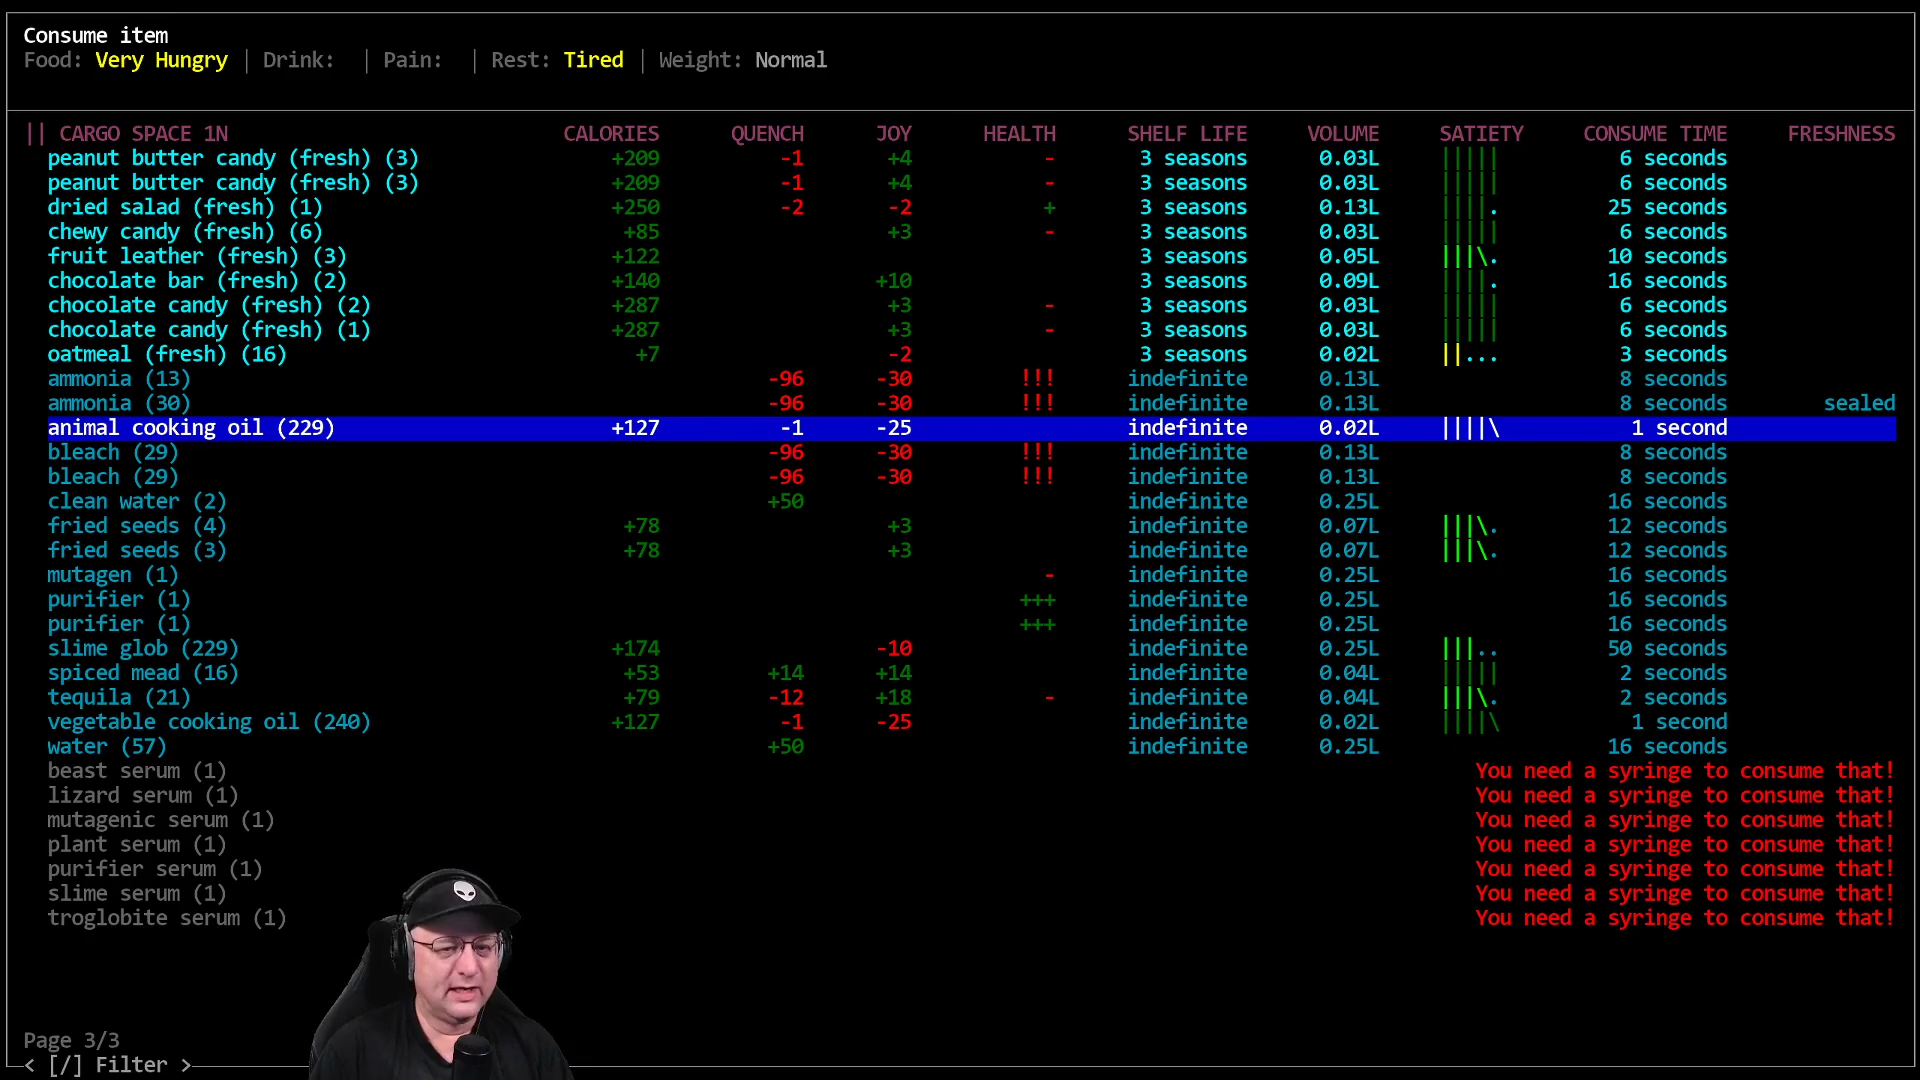 Consume item
Food: Very Hungry | Drink: | Pain: | Rest: Tired | Weight: Normal
|| CARGO SPACE 1N CALORIES QUENCH JOY HEALTH SHELF LIFE VOLUME SATIETY CONSUME TIME FRESHNESS
peanut butter candy (fresh) (3) +209 -1 +4 - 3 seasons 0.03L ||||| 6 seconds
peanut butter candy (fresh) (3) +209 -1 +4 - 3 seasons 0.03L ||||| 6 seconds
dried salad (fresh) (1) +250 -2 -2 + 3 seasons 0.13L ||||. 25 seconds
chewy candy (fresh) (6) +85 +3 - 3 seasons 0.03L ||||| 6 seconds
fruit leather (fresh) (3) +122 3 seasons 0.05L |||\. 10 seconds
chocolate bar (fresh) (2) +140 +10 3 seasons 0.09L ||||. 16 seconds
chocolate candy (fresh) (2) +287 +3 - 3 seasons 0.03L ||||| 6 seconds
chocolate candy (fresh) (1) +287 +3 - 3 seasons 0.03L ||||| 6 seconds
oatmeal (fresh) (16) +7 -2 3 seasons 0.02L ||... 3 seconds
ammonia (13) -96 -30 !!! indefinite 0.13L 8 seconds
ammonia (30) -96 -30 !!! indefinite 0.13L 8 seconds sealed
animal cooking oil (229) +127 -1 -25 indefinite 0.02L ||||\ 1 second
bleach (29) -96 -30 !!! indefinite 0.13L 8 seconds
bleach (29) -96 -30 !!! indefinite 0.13L 8 seconds
clean water (2) +50 indefinite 0.25L 16 seconds
fried seeds (4) +78 +3 indefinite 0.07L |||\. 12 seconds
fried seeds (3) +78 +3 indefinite 0.07L |||\. 12 seconds
mutagen (1) - indefinite 0.25L 16 seconds
purifier (1) +++ indefinite 0.25L 16 seconds
purifier (1) +++ indefinite 0.25L 16 seconds
slime glob (229) +174 -10 indefinite 0.25L |||.. 50 seconds
spiced mead (16) +53 +14 +14 indefinite 0.04L ||||| 2 seconds
tequila (21) +79 -12 +18 - indefinite 0.04L |||\. 2 seconds
vegetable cooking oil (240) +127 -1 -25 indefinite 0.02L ||||\ 1 second
water (57) +50 indefinite 0.25L 16 seconds
beast serum (1) You need a syringe to consume that!
lizard serum (1) You need a syringe to consume that!
mutagenic serum (1) You need a syringe to consume that!
plant serum (1) You need a syringe to consume that!
purifier serum (1) You need a syringe to consume that!
slime serum (1) You need a syringe to consume that!
troglobite serum (1) You need a syringe to consume that!
Page 3/3
< [/] Filter >